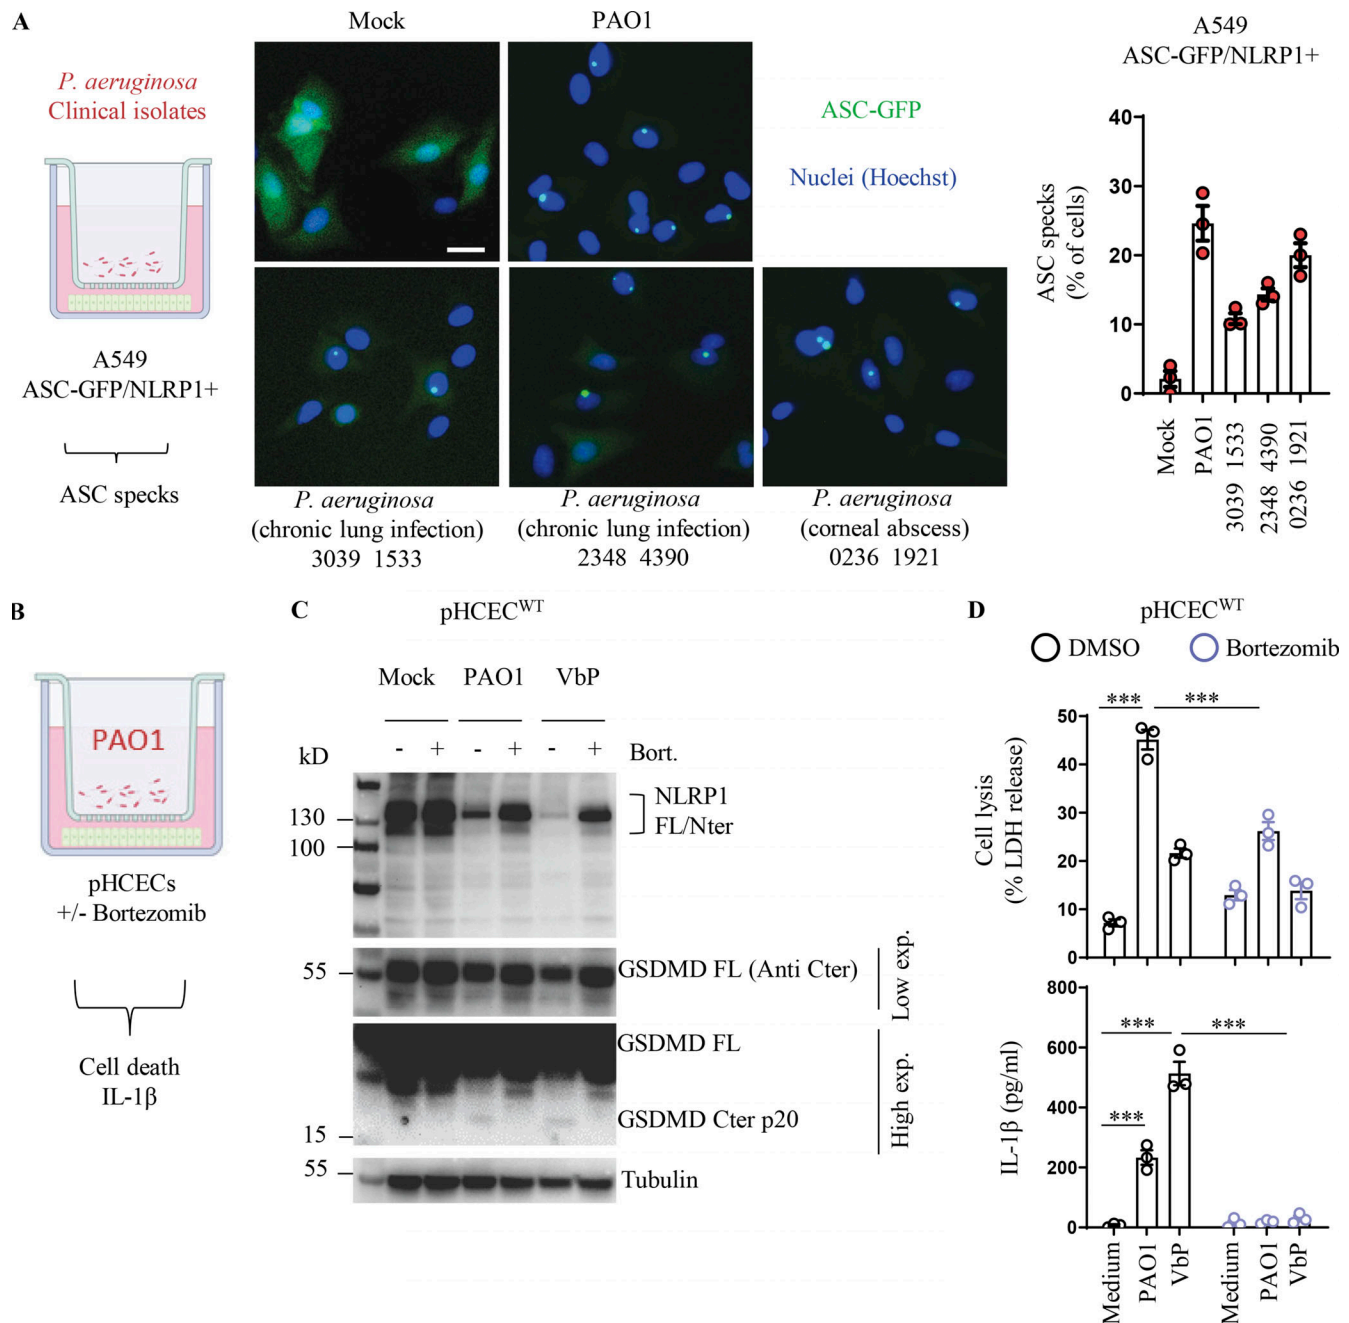 A
Mock
PAO1
P. aeruginosa
Clinical isolates
A549
ASC-GFP/NLRP1+
ASC specks
ASC-GFP
Nuclei (Hoechst)
P. aeruginosa
(chronic lung infection)
3039 1533
P. aeruginosa
(chronic lung infection)
2348 4390
P. aeruginosa
(corneal abscess)
0236 1921
A549
ASC-GFP/NLRP1+
ASC specks
(% of cells)
40
30
20
10
0
Mock
PAO1
3039 1533
2348 4390
0236 1921
B
PAO1
pHCECs
+/- Bortezomib
Cell death
IL-1β
C
pHCECWT
Mock
PAO1
VbP
kD
- + - + - +
Bort.
130
100
NLRP1
FL/Nter
55
GSDMD FL (Anti Cter)
Low exp.
GSDMD FL
GSDMD Cter p20
High exp.
15
55
Tubulin
D
pHCECWT
DMSO
Bortezomib
Cell lysis
(% LDH release)
50
40
30
20
10
0
*** ***
IL-1β (pg/ml)
800
600
400
200
0
*** ***
***
Medium
PAO1
VbP
Medium
PAO1
VbP